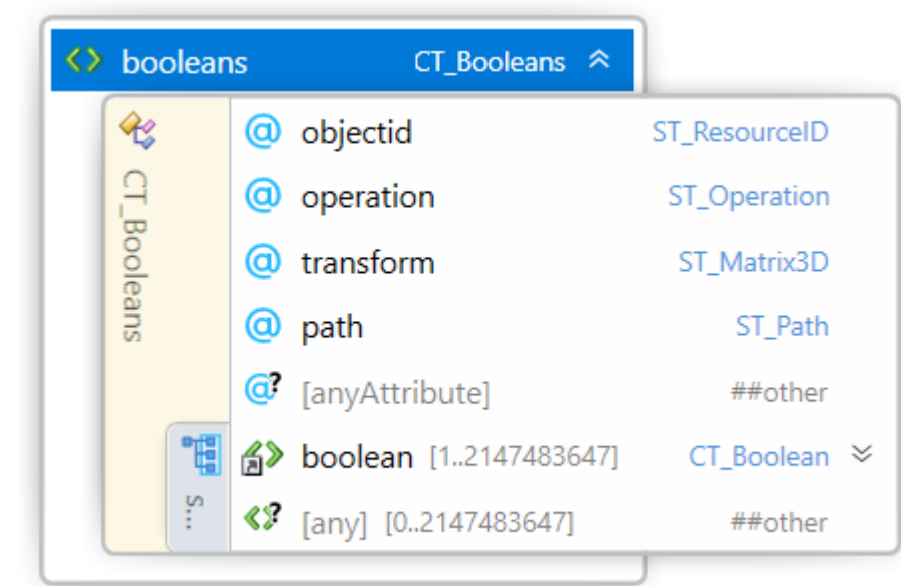 booleans CT_Booleans
CT_Booleans
@ objectid ST_ResourceID
@ operation ST_Operation
@ transform ST_Matrix3D
@ path ST_Path
@? [anyAttribute] ##other
boolean [1..2147483647] CT_Boolean
? [any] [0..2147483647] ##other
S...